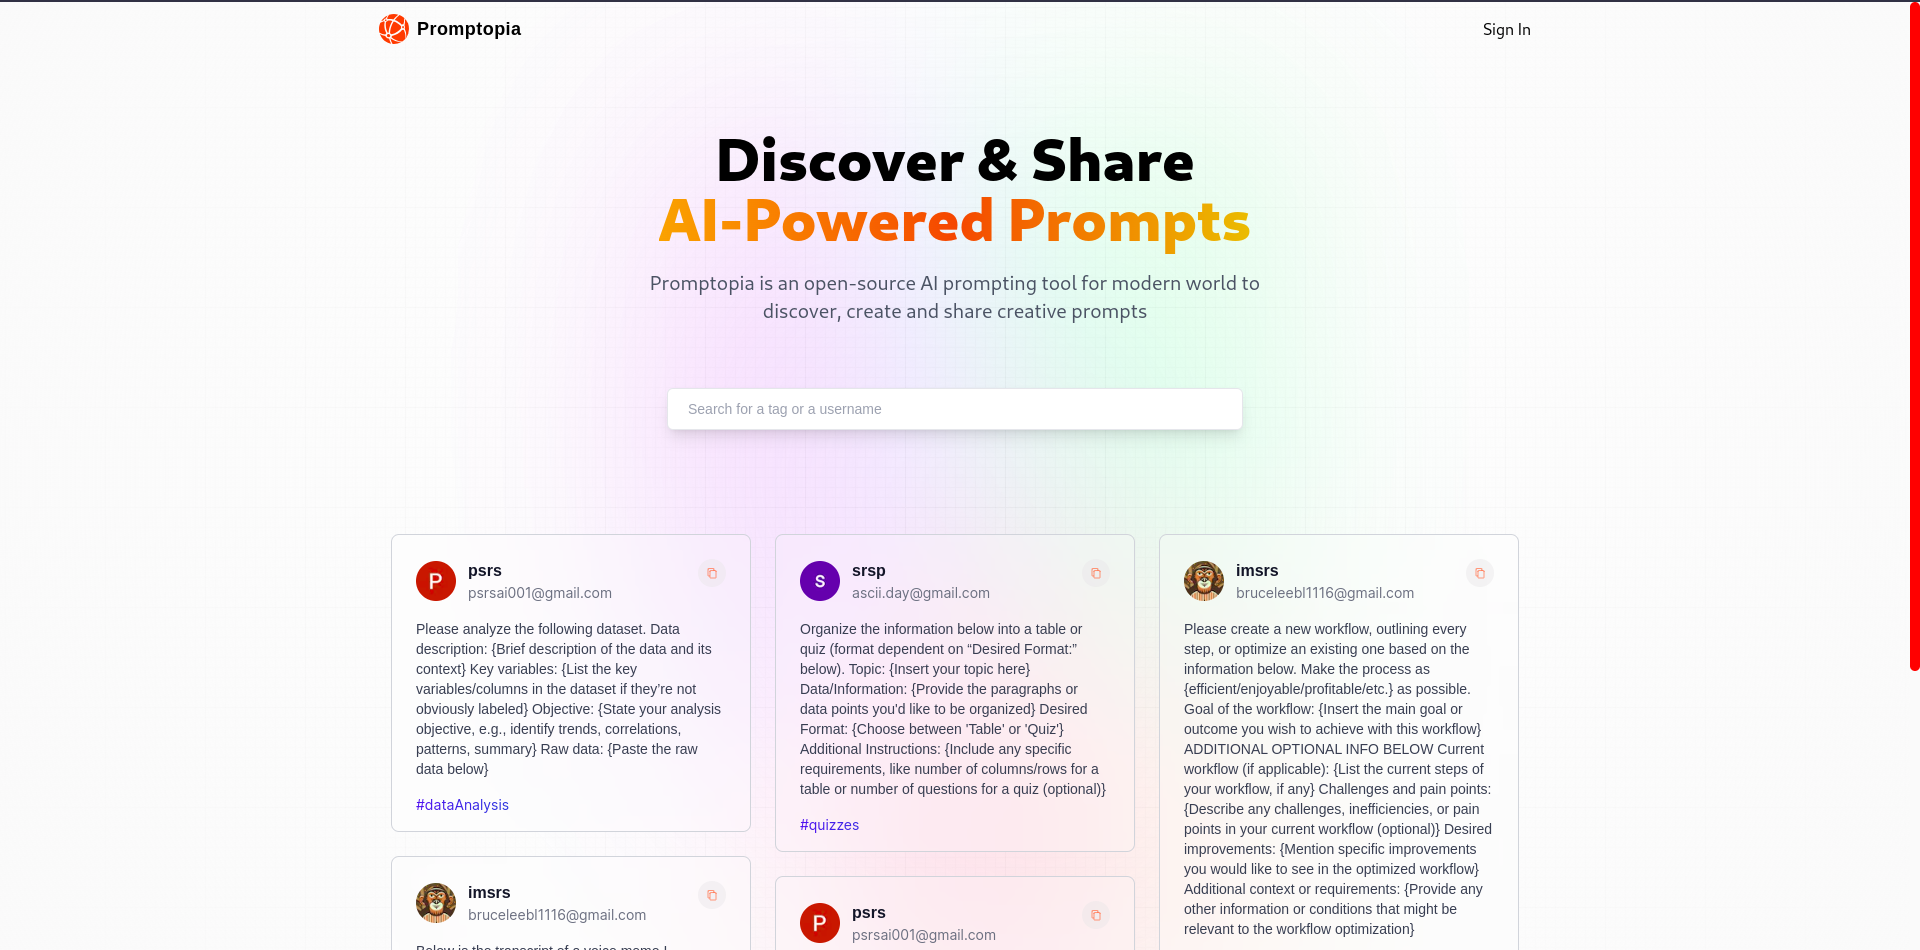 Promptopia
Sign In
Discover & Share
AI-Powered Prompts
Promptopia is an open-source AI prompting tool for modern world to
discover, create and share creative prompts
Search for a tag or a username
P
psrs
psrsai001@gmail.com
Please analyze the following dataset. Data
description: {Brief description of the data and its
context} Key variables: {List the key
variables/columns in the dataset if they’re not
obviously labeled} Objective: {State your analysis
objective, e.g., identify trends, correlations,
patterns, summary} Raw data: {Paste the raw
data below}
#dataAnalysis
imsrs
bruceleebl1116@gmail.com
Below is the transcript of a voice memo I
S
srsp
ascii.day@gmail.com
Organize the information below into a table or
quiz (format dependent on “Desired Format:”
below). Topic: {Insert your topic here}
Data/Information: {Provide the paragraphs or
data points you'd like to be organized} Desired
Format: {Choose between 'Table' or 'Quiz'}
Additional Instructions: {Include any specific
requirements, like number of columns/rows for a
table or number of questions for a quiz (optional)}
#quizzes
P
psrs
psrsai001@gmail.com
imsrs
bruceleebl1116@gmail.com
Please create a new workflow, outlining every
step, or optimize an existing one based on the
information below. Make the process as
{efficient/enjoyable/profitable/etc.} as possible.
Goal of the workflow: {Insert the main goal or
outcome you wish to achieve with this workflow}
ADDITIONAL OPTIONAL INFO BELOW Current
workflow (if applicable): {List the current steps of
your workflow, if any} Challenges and pain points:
{Describe any challenges, inefficiencies, or pain
points in your current workflow (optional)} Desired
improvements: {Mention specific improvements
you would like to see in the optimized workflow}
Additional context or requirements: {Provide any
other information or conditions that might be
relevant to the workflow optimization}